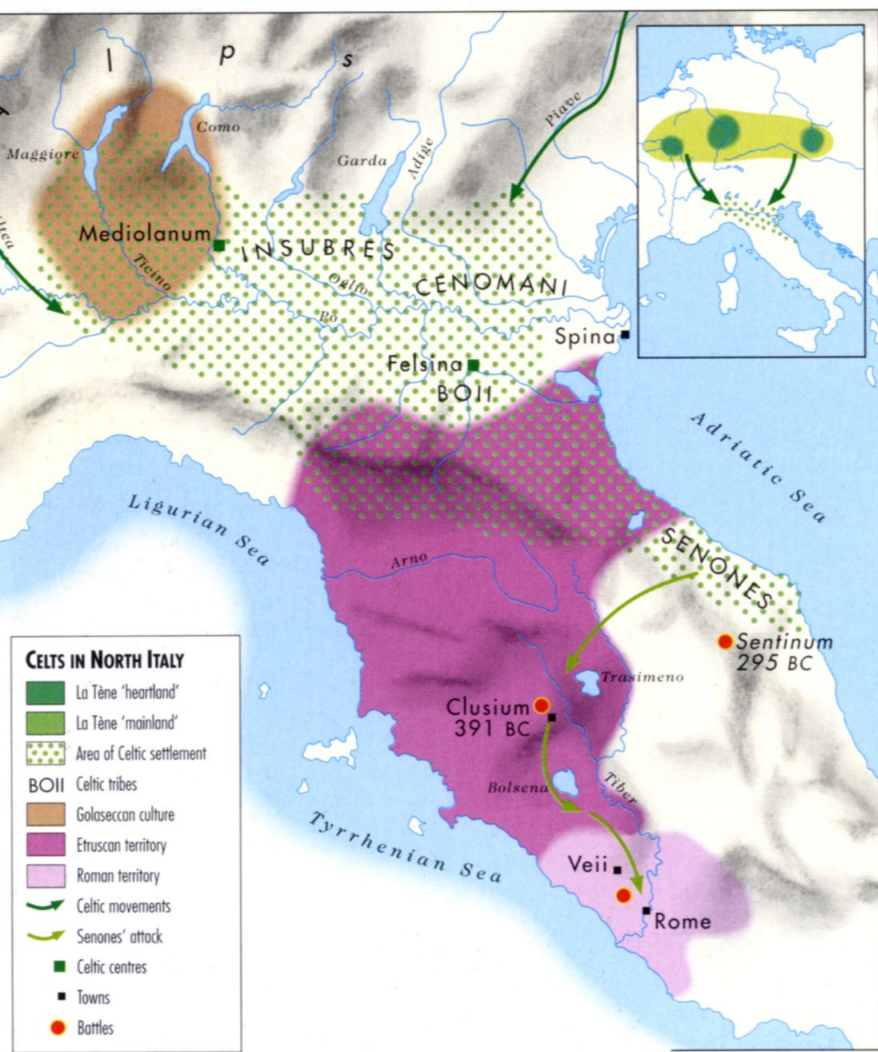 l p s
Maggiore
Como
Garda
Adige
Piave
Mediolanum
INSUBRES
Ticino
Oglio
CENOMANI
Po
Spina
Felsina
BOII
Adriatic Sea
Ligurian Sea
Arno
SENONES
Sentinum
295 BC
Trasimeno
Clusium
391 BC
Bolsena
Tiber
Tyrrhenian Sea
Veii
Rome
CELTS IN NORTH ITALY
La Tène 'heartland'
La Tène 'mainland'
Area of Celtic settlement
BOII Celtic tribes
Golaseccan culture
Etruscan territory
Roman territory
Celtic movements
Senones' attack
Celtic centres
Towns
Battles